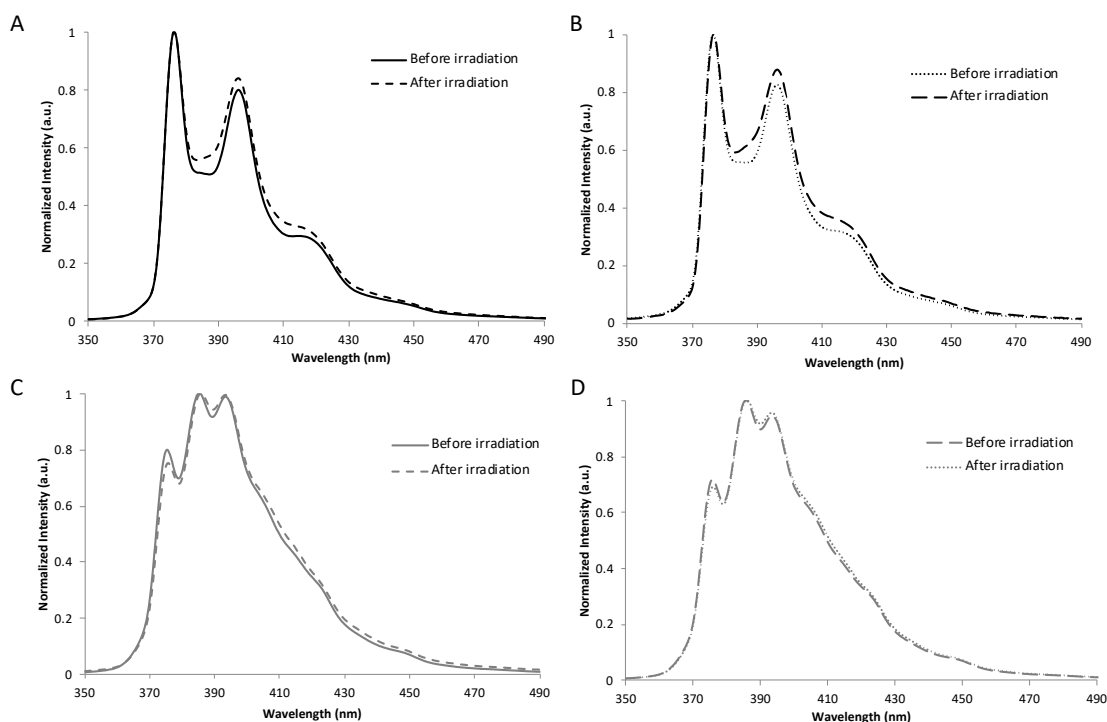 A
Normalized Intensity (a.u.)
1
0.8
0.6
0.4
0.2
0
350 370 390 410 430 450 470 490
Wavelength (nm)
Before irradiation
After irradiation
B
Normalized Intensity (a.u.)
1
0.8
0.6
0.4
0.2
0
350 370 390 410 430 450 470 490
Wavelength (nm)
Before irradiation
After irradiation
C
Normalized Intensity (a.u.)
1
0.8
0.6
0.4
0.2
0
350 370 390 410 430 450 470 490
Wavelength (nm)
Before irradiation
After irradiation
D
Normalized Intensity (a.u.)
1
0.8
0.6
0.4
0.2
0
350 370 390 410 430 450 470 490
Wavelength (nm)
Before irradiation
After irradiation